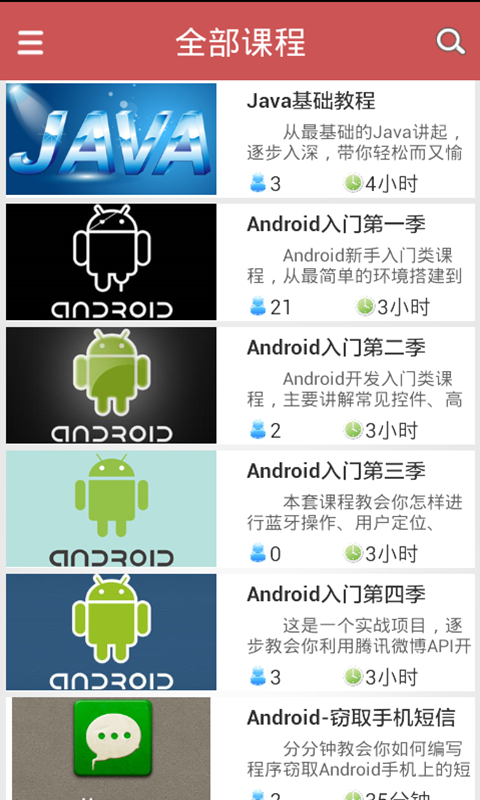 全部课程
JAVA
Java基础教程
从最基础的Java讲起，
逐步入深，带你轻松而又愉
3
4小时
ANDROID
Android入门第一季
Android新手入门类课
程，从最简单的环境搭建到
21
3小时
ANDROID
Android入门第二季
Android开发入门类课
程，主要讲解常见控件、高
2
3小时
ANDROID
Android入门第三季
本套课程教会你怎样进
行蓝牙操作、用户定位、
0
3小时
ANDROID
Android入门第四季
这是一个实战项目，逐
步教会你利用腾讯微博API开
3
3小时
Android-窃取手机短信
分分钟教会你如何编写
程序窃取Android手机上的短
2
35分钟